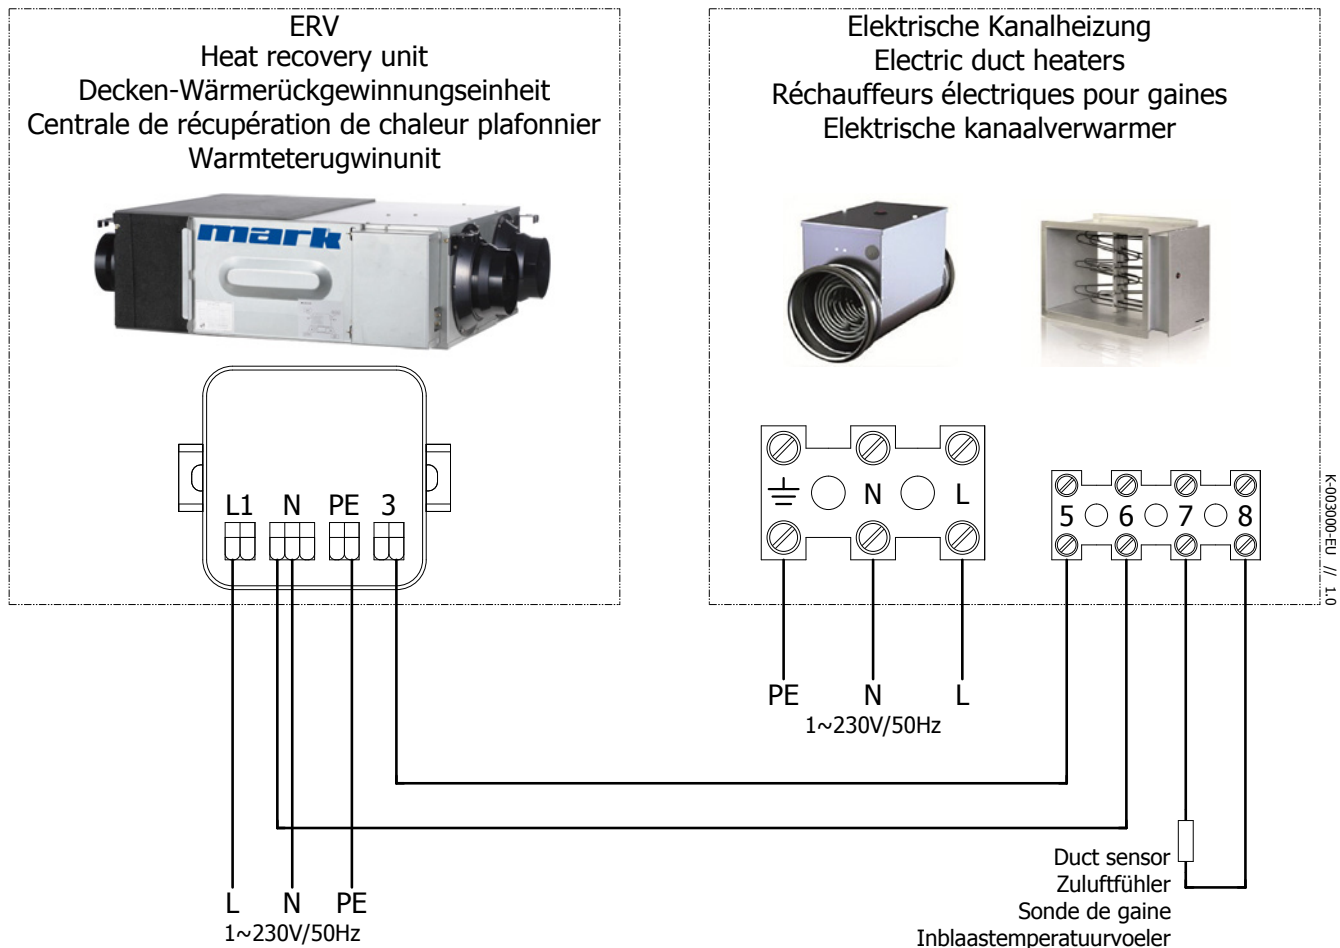 ERV
Heat recovery unit
Decken-Wärmerückgewinnungseinheit
Centrale de récupération de chaleur plafonnier
Warmteterugwinunit
mark
L1 N PE 3
L N PE
1~230V/50Hz
Elektrische Kanalheizung
Electric duct heaters
Réchauffeurs électriques pour gaines
Elektrische kanaalverwarmer
N L
5 6 7 8
PE N L
1~230V/50Hz
Duct sensor
Zuluftfühler
Sonde de gaine
Inblaastemperatuurvoeler
K-003000-EU // 1.0